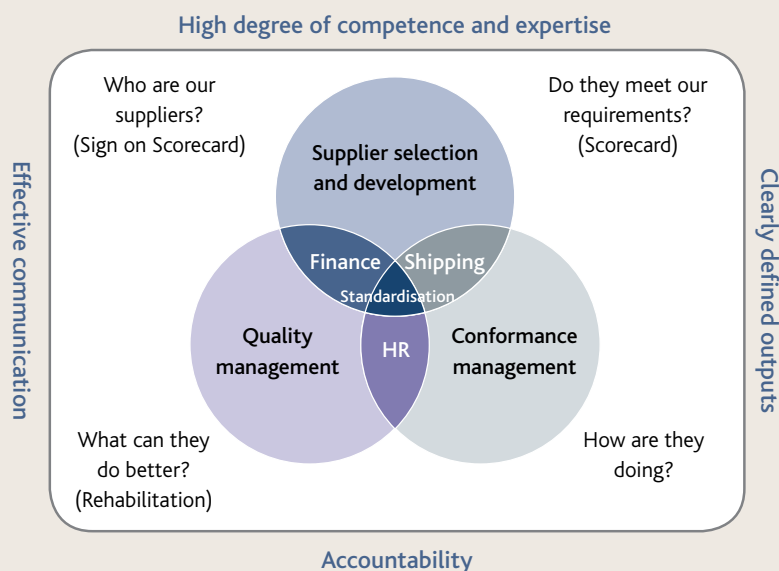 High degree of competence and expertise
Who are our
suppliers?
(Sign on Scorecard)
Do they meet our
requirements?
(Scorecard)
Supplier selection
and development
Effective communication
Clearly defined outputs
Finance
Shipping
Standardisation
Quality
management
HR
Conformance
management
What can they
do better?
(Rehabilitation)
How are they
doing?
Accountability